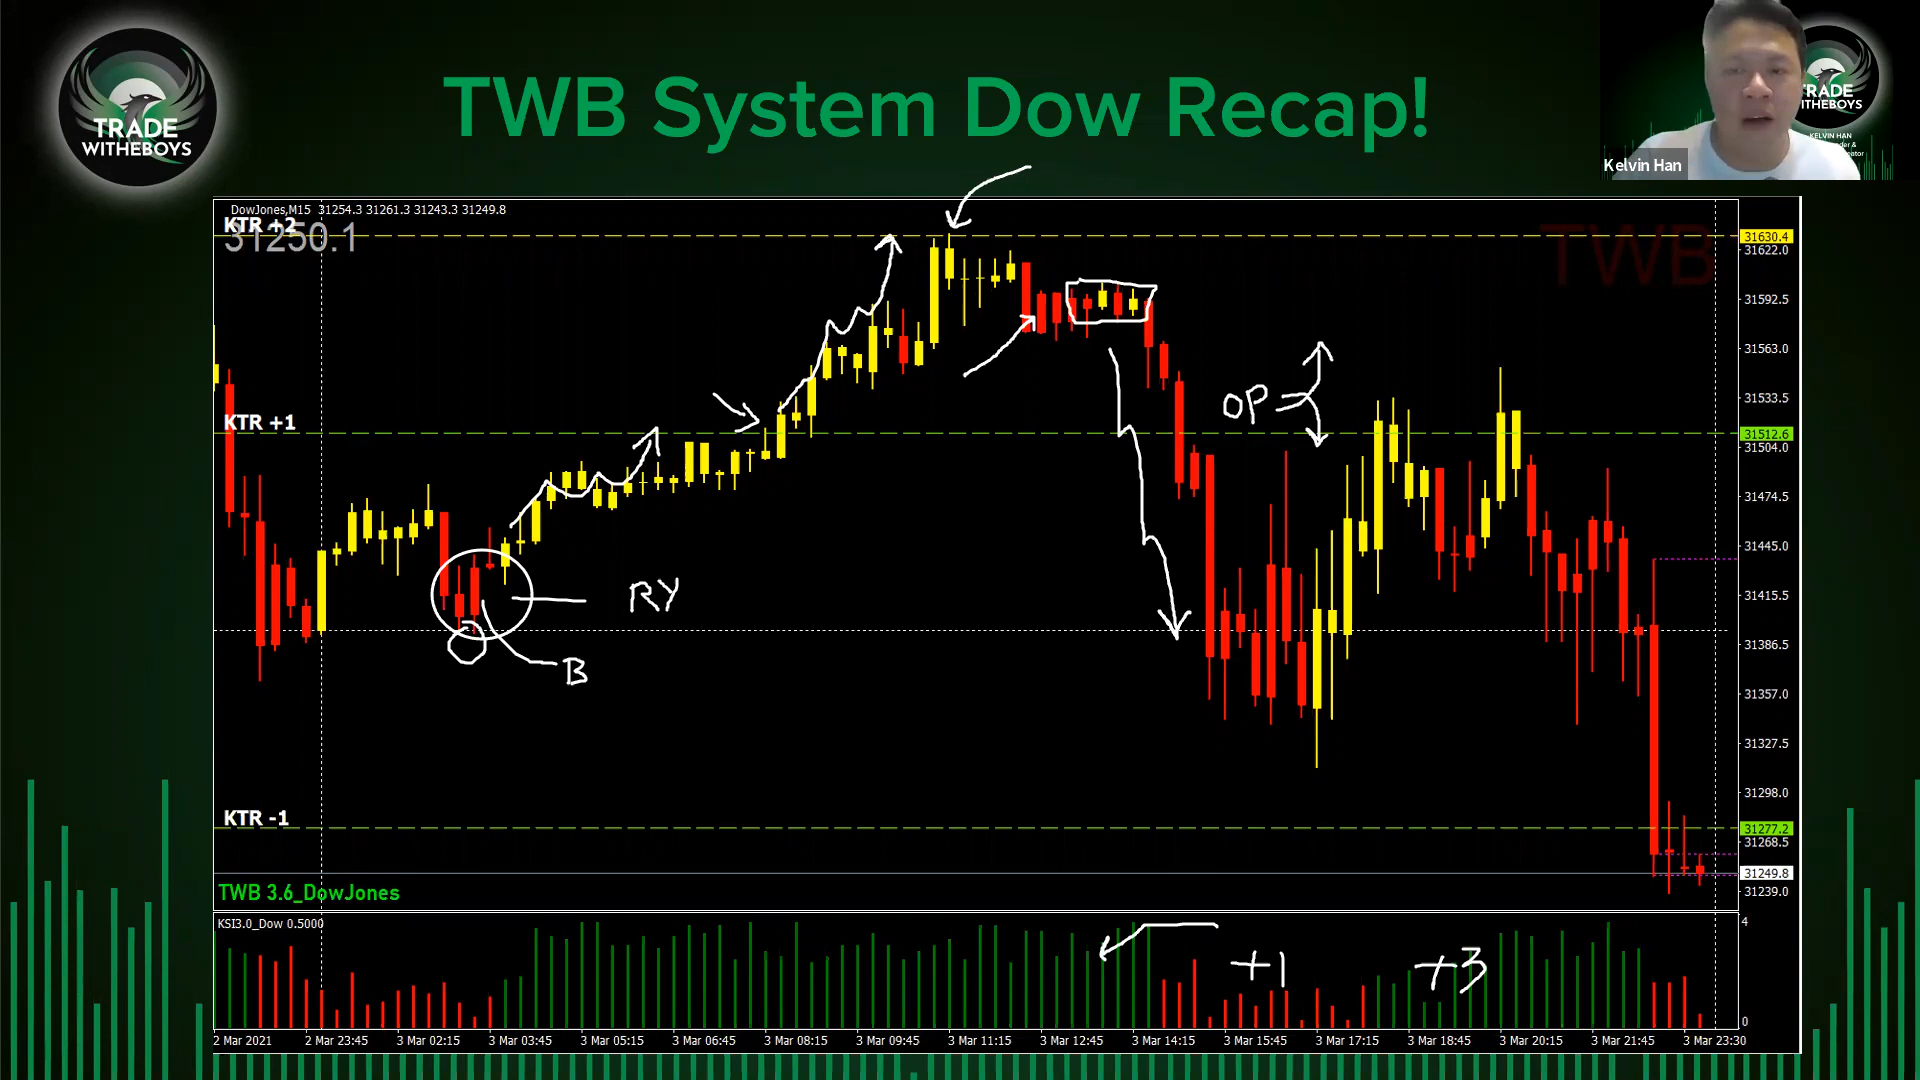 TRADE
WITHEBOYS
TWB System Dow Recap!
TRADE
ITHEBOYS
KELVIN HAN
Kelvin Han
DowJones,M15 31254.3 31261.3 31243.3 31249.8
KTR +2
31250.1
TWB
31630.4
31622.0
31592.5
31563.0
OP
31533.5
KTR +1
31512.6
31504.0
31474.5
31445.0
RY
31415.5
31386.5
B
31357.0
31327.5
31298.0
KTR -1
31277.2
31268.5
31249.8
31239.0
TWB 3.6_DowJones
KSI3.0_Dow 0.5000
4
+1
+3
0
2 Mar 2021 2 Mar 23:45 3 Mar 02:15 3 Mar 03:45 3 Mar 05:15 3 Mar 06:45 3 Mar 08:15 3 Mar 09:45 3 Mar 11:15 3 Mar 12:45 3 Mar 14:15 3 Mar 15:45 3 Mar 17:15 3 Mar 18:45 3 Mar 20:15 3 Mar 21:45 3 Mar 23:30